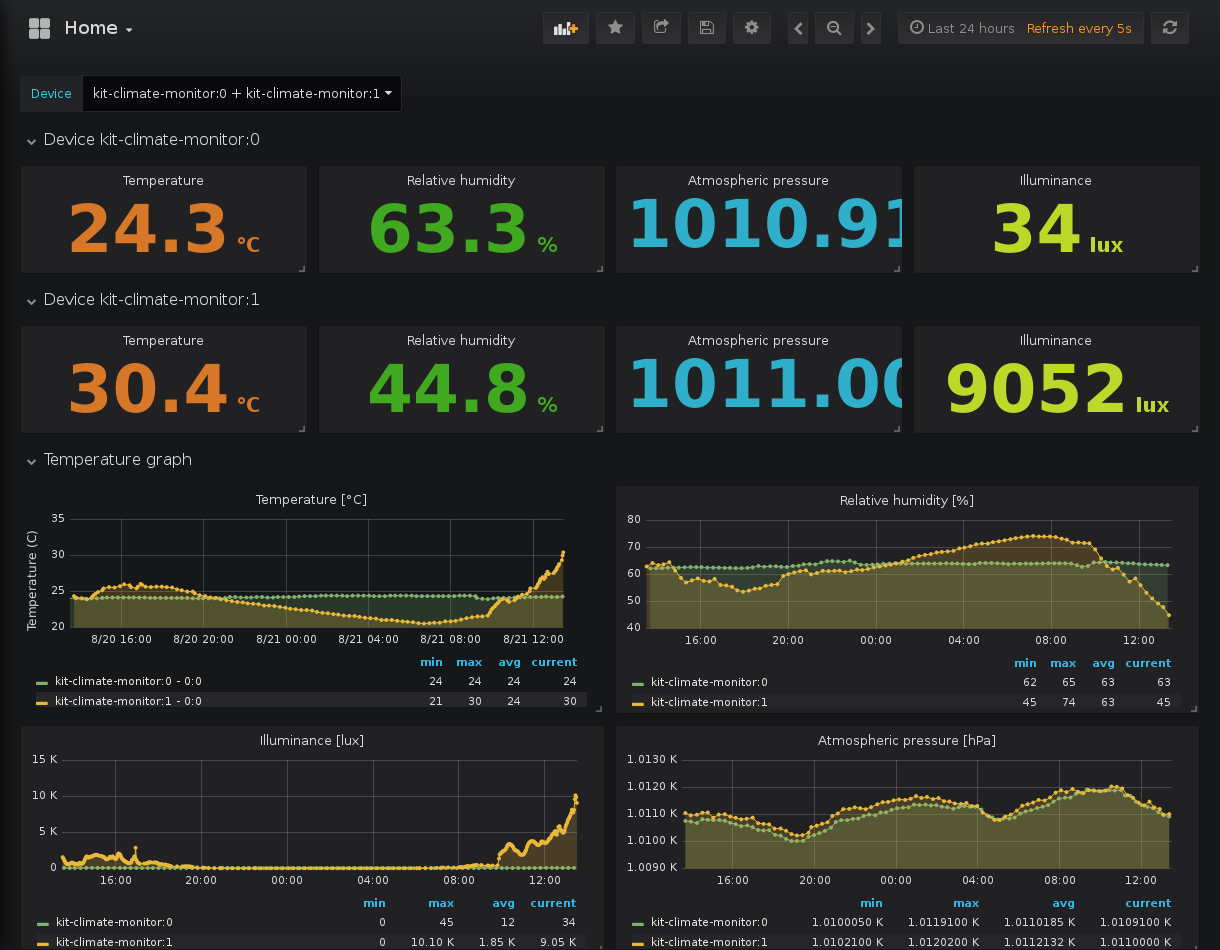 Home
Last 24 hours Refresh every 5s
Device kit-climate-monitor:0 + kit-climate-monitor:1
Device kit-climate-monitor:0
Temperature Relative humidity Atmospheric pressure Illuminance
24.3 °C 63.3 % 1010.91 34 lux
Device kit-climate-monitor:1
Temperature Relative humidity Atmospheric pressure Illuminance
30.4 °C 44.8 % 1011.00 9052 lux
Temperature graph
Temperature [°C]
Temperature (C)
35
30
25
20
8/20 16:00 8/20 20:00 8/21 00:00 8/21 04:00 8/21 08:00 8/21 12:00
min max avg current
kit-climate-monitor:0 - 0:0 24 24 24 24
kit-climate-monitor:1 - 0:0 21 30 24 30
Relative humidity [%]
80
70
60
50
40
16:00 20:00 00:00 04:00 08:00 12:00
min max avg current
kit-climate-monitor:0 62 65 63 63
kit-climate-monitor:1 45 74 63 45
Illuminance [lux]
15 K
10 K
5 K
0
16:00 20:00 00:00 04:00 08:00 12:00
min max avg current
kit-climate-monitor:0 0 45 12 34
kit-climate-monitor:1 0 10.10 K 1.85 K 9.05 K
Atmospheric pressure [hPa]
1.0130 K
1.0120 K
1.0110 K
1.0100 K
1.0090 K
16:00 20:00 00:00 04:00 08:00 12:00
min max avg current
kit-climate-monitor:0 1.0100050 K 1.0119100 K 1.0110185 K 1.0109100 K
kit-climate-monitor:1 1.0102100 K 1.0120200 K 1.0112132 K 1.0110000 K